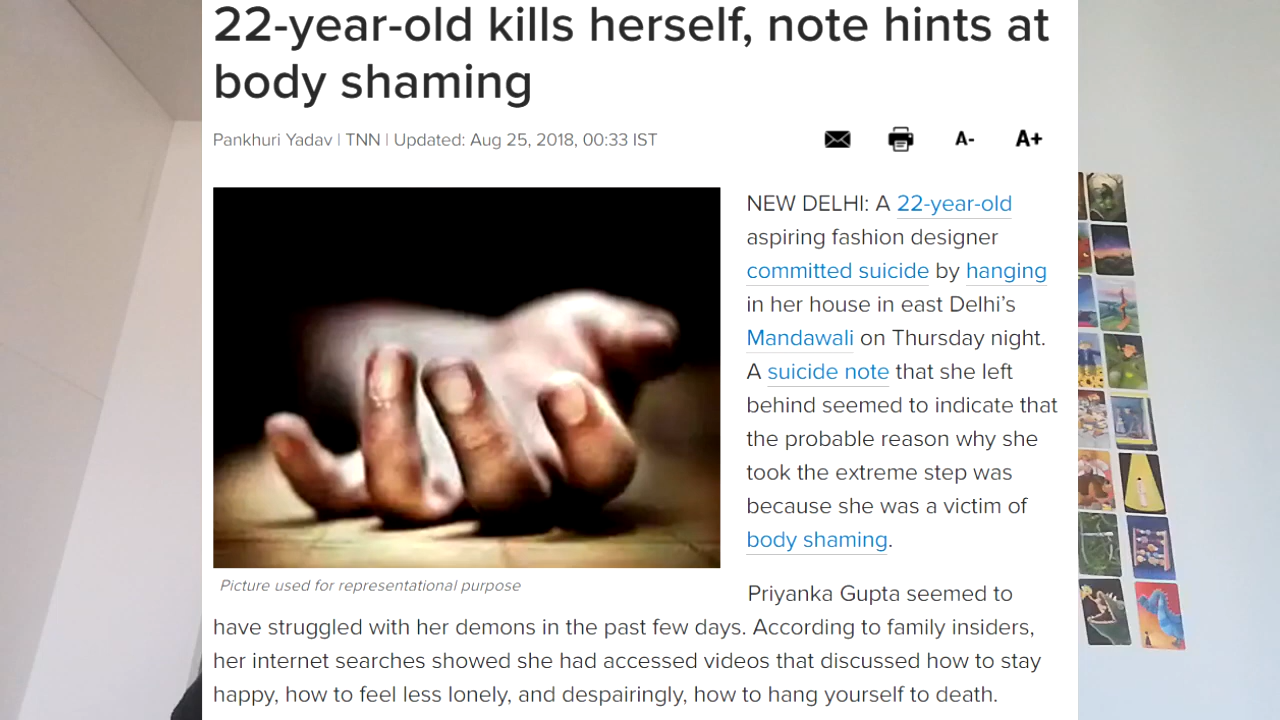 22-year-old kills herself, note hints at
body shaming
Pankhuri Yadav | TNN | Updated: Aug 25, 2018, 00:33 IST
A-
A+
NEW DELHI: A 22-year-old
aspiring fashion designer
committed suicide by hanging
in her house in east Delhi's
Mandawali on Thursday night.
A suicide note that she left
behind seemed to indicate that
the probable reason why she
took the extreme step was
because she was a victim of
body shaming.
Picture used for representational purpose
Priyanka Gupta seemed to
have struggled with her demons in the past few days. According to family insiders,
her internet searches showed she had accessed videos that discussed how to stay
happy, how to feel less lonely, and despairingly, how to hang yourself to death.